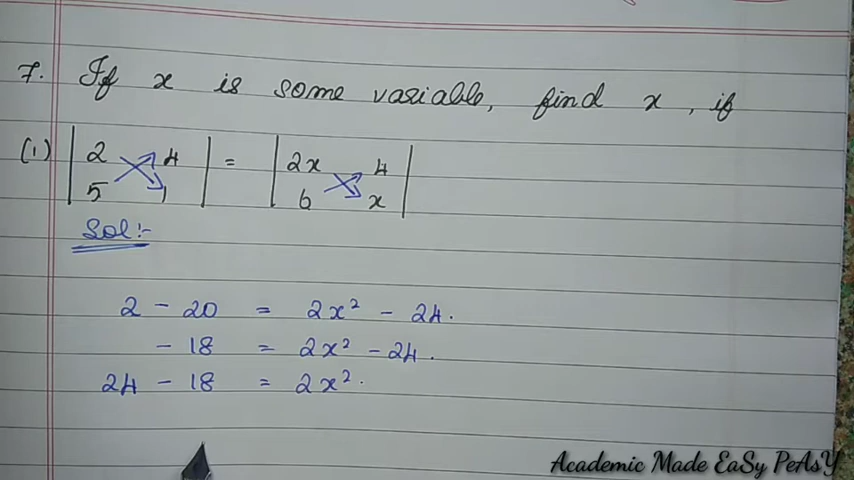 7. If x is some variable, find x, if
(1) | 2 4 | = | 2x 4 |
| 5 1 | | 6 x |
Sol:-
2 - 20 = 2x² - 24.
- 18 = 2x² - 24.
24 - 18 = 2x².
Academic Made EaSy PeAsY